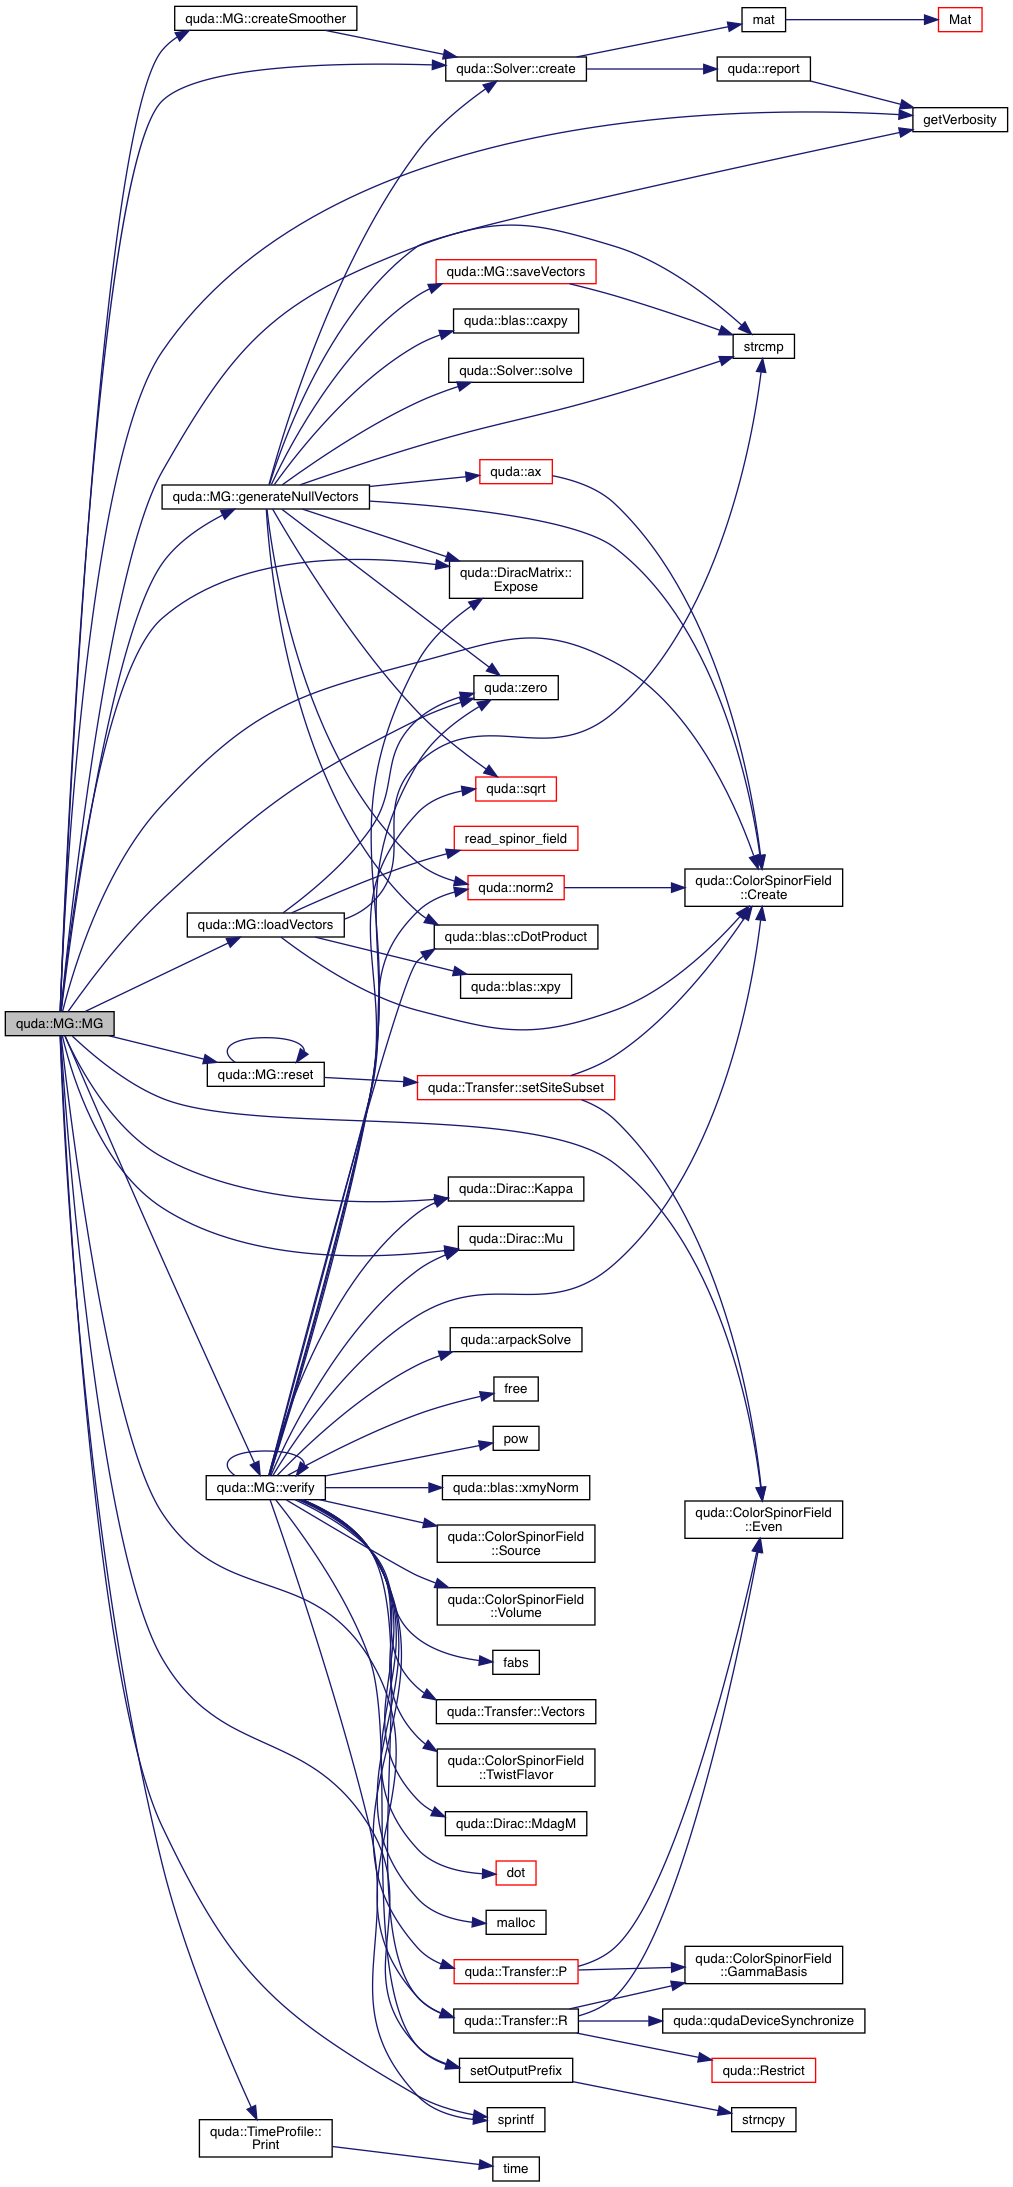 quda::MG::createSmoother
mat
Mat
quda::Solver::create
quda::report
getVerbosity
quda::MG::saveVectors
quda::blas::caxpy
strcmp
quda::Solver::solve
quda::ax
quda::MG::generateNullVectors
quda::DiracMatrix::
Expose
quda::zero
quda::sqrt
read_spinor_field
quda::norm2
quda::ColorSpinorField
::Create
quda::MG::loadVectors
quda::blas::cDotProduct
quda::blas::xpy
quda::MG::MG
quda::MG::reset
quda::Transfer::setSiteSubset
quda::Dirac::Kappa
quda::Dirac::Mu
quda::arpackSolve
free
pow
quda::MG::verify
quda::blas::xmyNorm
quda::ColorSpinorField
::Source
quda::ColorSpinorField
::Even
quda::ColorSpinorField
::Volume
fabs
quda::Transfer::Vectors
quda::ColorSpinorField
::TwistFlavor
quda::Dirac::MdagM
dot
malloc
quda::Transfer::P
quda::ColorSpinorField
::GammaBasis
quda::Transfer::R
quda::qudaDeviceSynchronize
setOutputPrefix
quda::Restrict
sprintf
strncpy
quda::TimeProfile::
Print
time